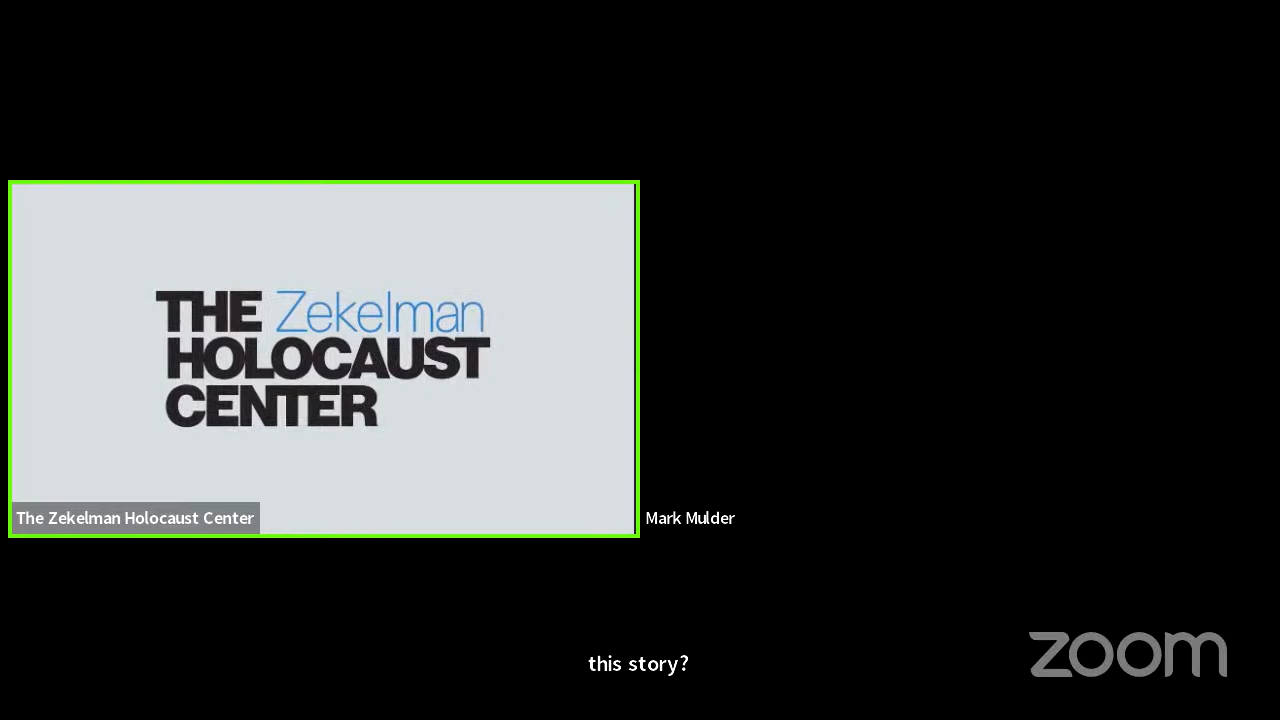 THE Zekelman
HOLOCAUST
CENTER
The Zekelman Holocaust Center
Mark Mulder
this story?
zoom